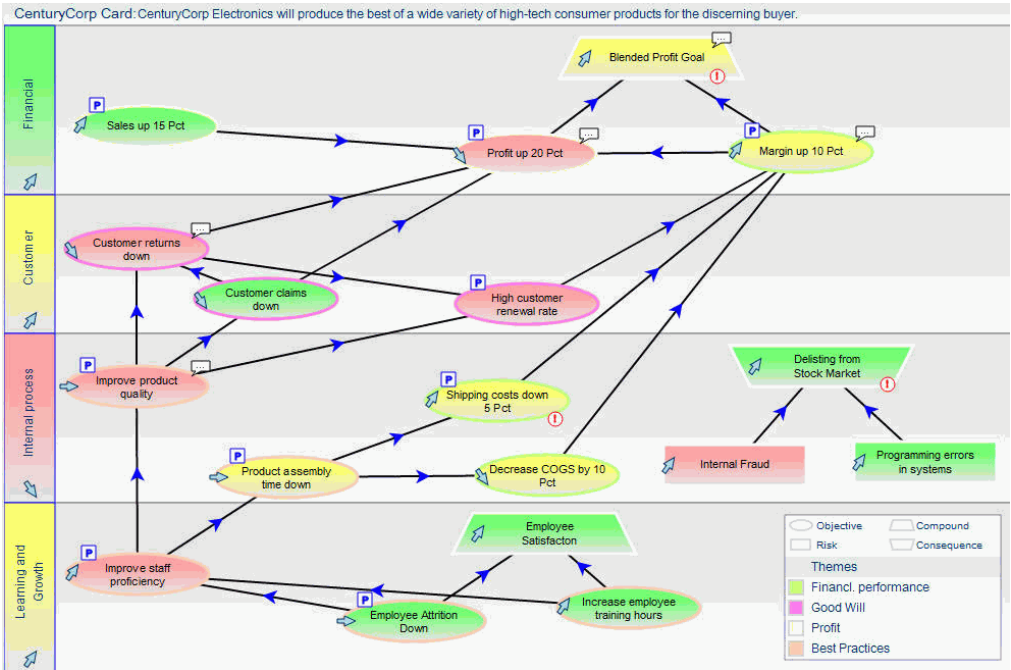 CenturyCorp Card: CenturyCorp Electronics will produce the best of a wide variety of high-tech consumer products for the discerning buyer.
Financial
Blended Profit Goal
!
P
Sales up 15 Pct
P
Profit up 20 Pct
P
Margin up 10 Pct
Customer
Customer returns
down
Customer claims
down
P
High customer
renewal rate
Internal process
P
Improve product
quality
P
Shipping costs down
5 Pct
!
Delisting from
Stock Market
!
P
Product assembly
time down
Decrease COGS by 10
Pct
Internal Fraud
Programming errors
in systems
Learning and
Growth
P
Improve staff
proficiency
Employee
Satisfacton
P
Employee Attrition
Down
Increase employee
training hours
Objective
Compound
Risk
Consequence
Themes
Financl. performance
Good Will
Profit
Best Practices